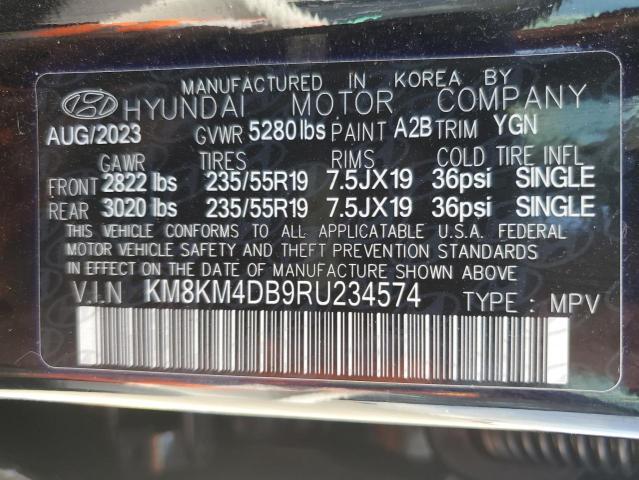 MANUFACTURED IN KOREA BY
HYUNDAI MOTOR COMPANY
AUG/2023 GVWR 5280 lbs PAINT A2B TRIM YGN
GAWR TIRES RIMS COLD TIRE INFL
FRONT 2822 lbs 235/55R19 7.5JX19 36psi SINGLE
REAR 3020 lbs 235/55R19 7.5JX19 36psi SINGLE
THIS VEHICLE CONFORMS TO ALL APPLICATABLE U.S.A. FEDERAL
MOTOR VEHICLE SAFETY AND THEFT PREVENTION STANDARDS
IN EFFECT ON THE DATE OF MANUFACTURE SHOWN ABOVE
V.I.N KM8KM4DB9RU234574 TYPE : MPV